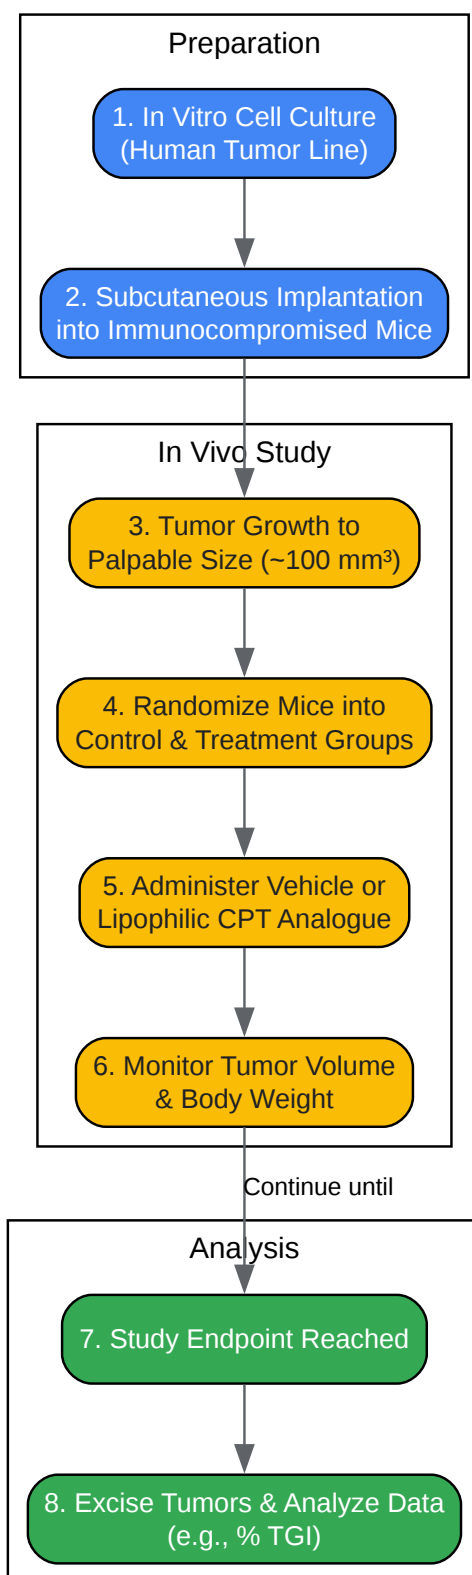 Preparation
1. In Vitro Cell Culture
(Human Tumor Line)
2. Subcutaneous Implantation
into Immunocompromised Mice
In Vivo Study
3. Tumor Growth to
Palpable Size (~100 mm³)
4. Randomize Mice into
Control & Treatment Groups
5. Administer Vehicle or
Lipophilic CPT Analogue
6. Monitor Tumor Volume
& Body Weight
Continue until
Analysis
7. Study Endpoint Reached
8. Excise Tumors & Analyze Data
(e.g., % TGI)